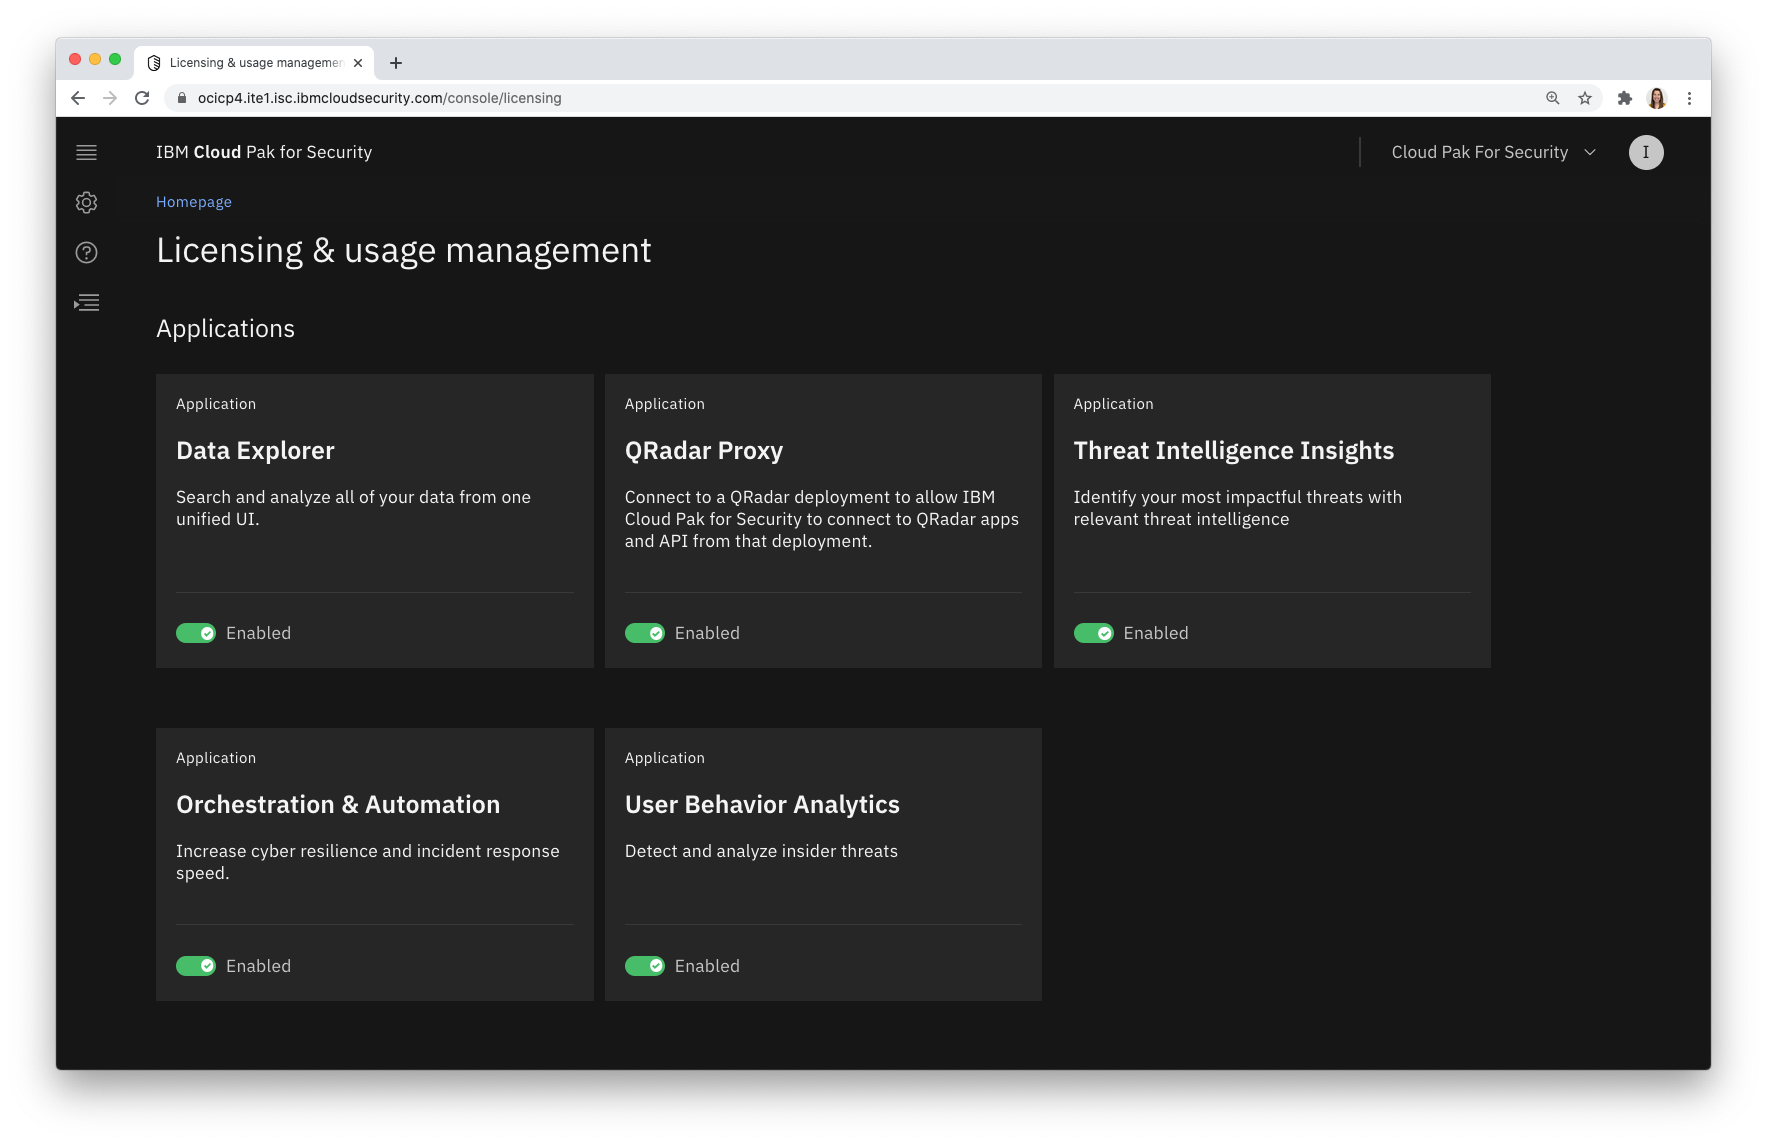 Licensing & usage managemen
ocicp4.ite1.isc.ibmcloudsecurity.com/console/licensing
IBM Cloud Pak for Security
Cloud Pak For Security
I
Homepage
Licensing & usage management
Applications
Application
Data Explorer
Search and analyze all of your data from one
unified UI.
Enabled
Application
QRadar Proxy
Connect to a QRadar deployment to allow IBM
Cloud Pak for Security to connect to QRadar apps
and API from that deployment.
Enabled
Application
Threat Intelligence Insights
Identify your most impactful threats with
relevant threat intelligence
Enabled
Application
Orchestration & Automation
Increase cyber resilience and incident response
speed.
Enabled
Application
User Behavior Analytics
Detect and analyze insider threats
Enabled